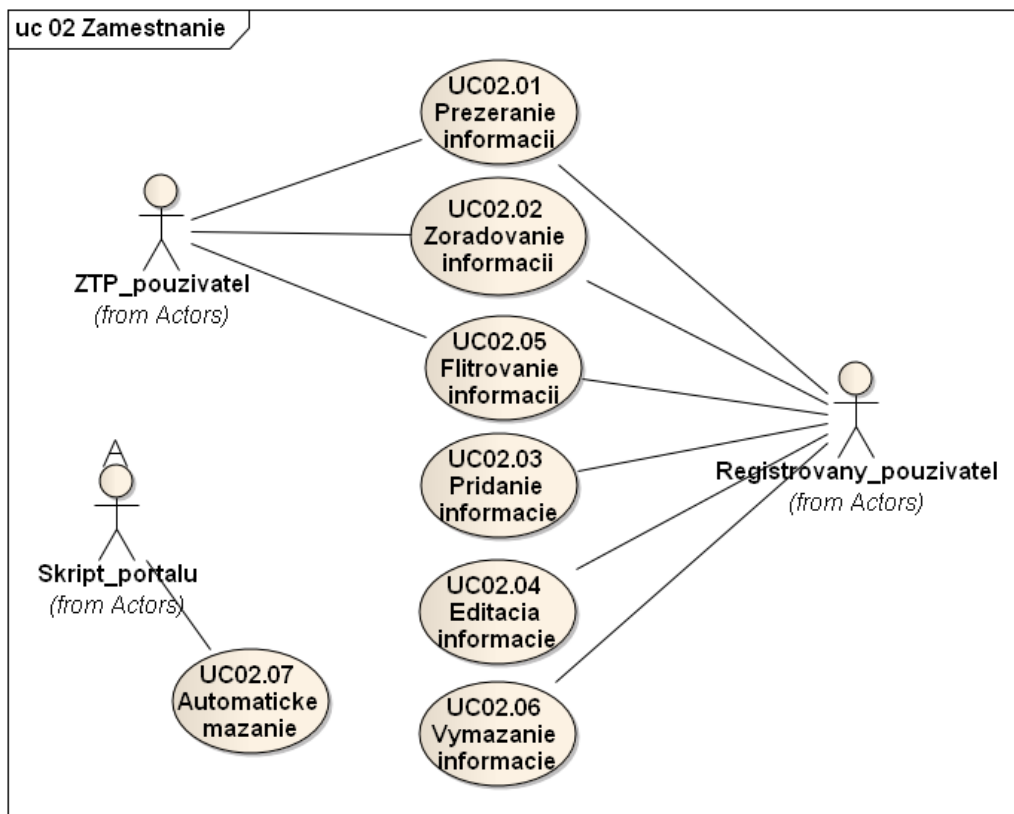 uc 02 Zamestnanie
UC02.01
Prezeranie
informacii
UC02.02
Zoradovanie
informacii
ZTP_pouzivatel
(from Actors)
UC02.05
Flitrovanie
informacii
Registrovany_pouzivatel
(from Actors)
UC02.03
Pridanie
informacie
A
Skript_portalu
(from Actors)
UC02.04
Editacia
informacie
UC02.07
Automaticke
mazanie
UC02.06
Vymazanie
informacie